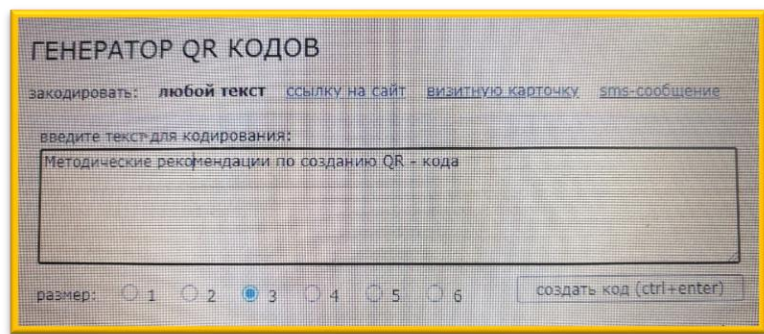 ГЕНЕРАТОР QR КОДОВ
закодировать: любой текст ссылку на сайт визитную карточку sms-сообщение
введите текст для кодирования:
Методические рекомендации по созданию QR - кода
размер: 1 2 3 4 5 6 создать код (ctrl+enter)